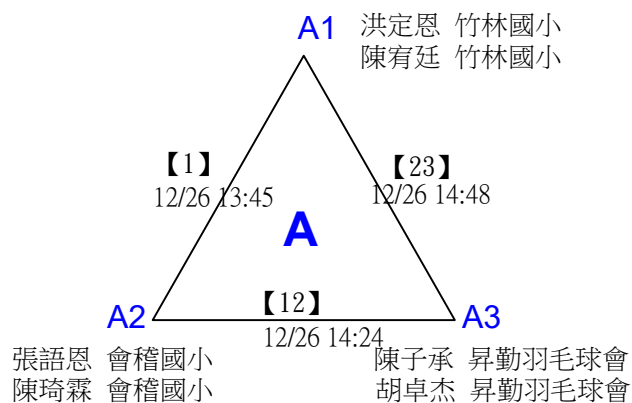 A1
洪定恩 竹林國小
陳宥廷 竹林國小
【1】
12/26 13:45
【23】
12/26 14:48
A
【12】
12/26 14:24
A2
張語恩 會稽國小
陳琦霖 會稽國小
A3
陳子承 昇勤羽毛球會
胡卓杰 昇勤羽毛球會